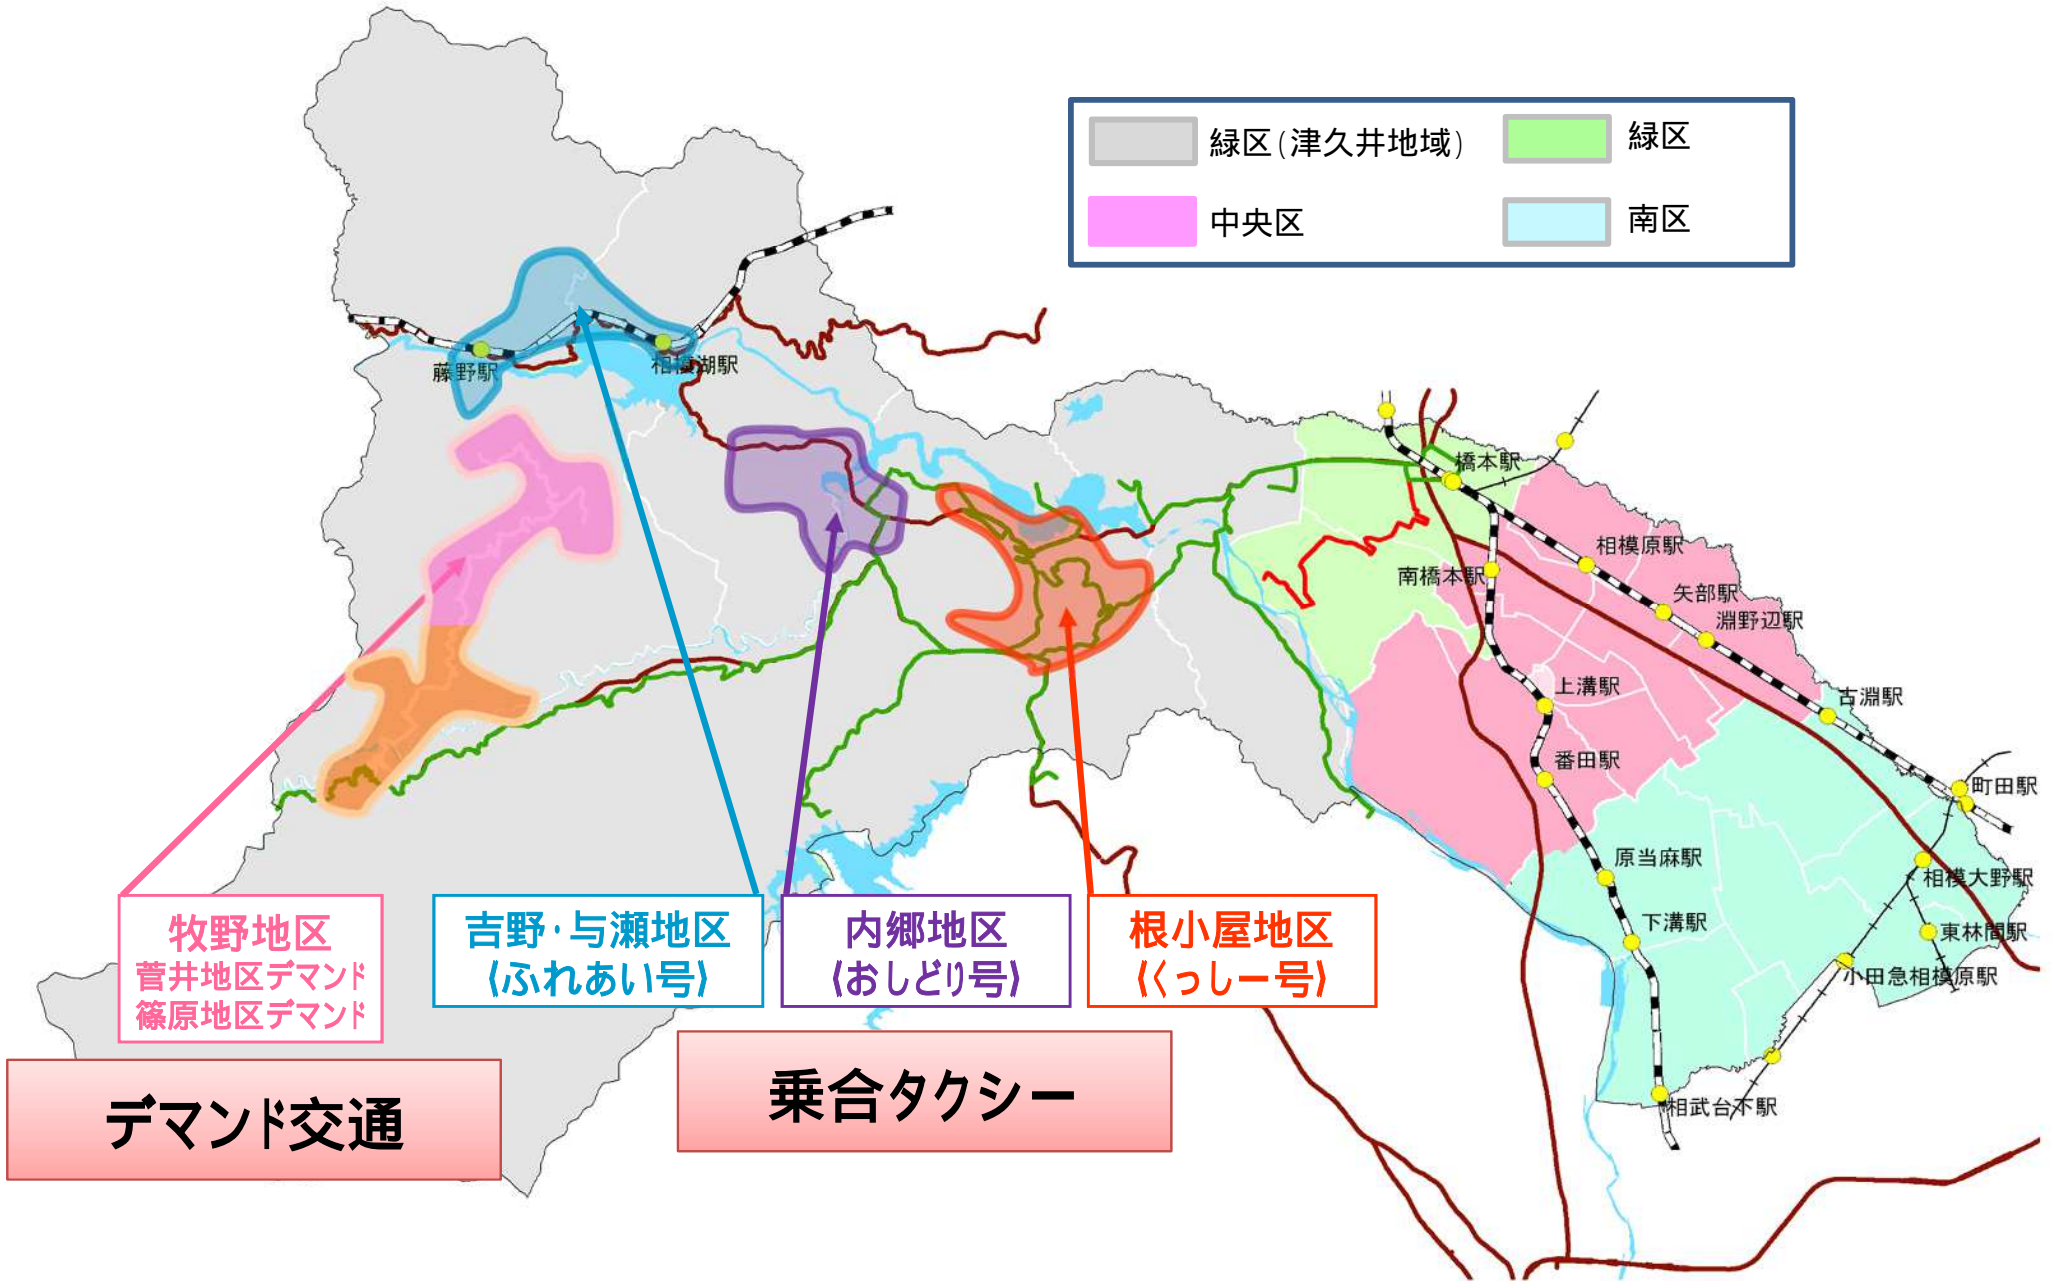 緑区(津久井地域)
緑区
中央区
南区
藤野駅
相模湖駅
橋本駅
相模原駅
南橋本駅
矢部駅
淵野辺駅
上溝駅
古淵駅
番田駅
町田駅
原当麻駅
相模大野駅
下溝駅
東林間駅
小田急相模原駅
相武台下駅
牧野地区
菅井地区デマンド
篠原地区デマンド
吉野・与瀬地区
(ふれあい号)
内郷地区
(おしどり号)
根小屋地区
(くっしー号)
デマンド交通
乗合タクシー